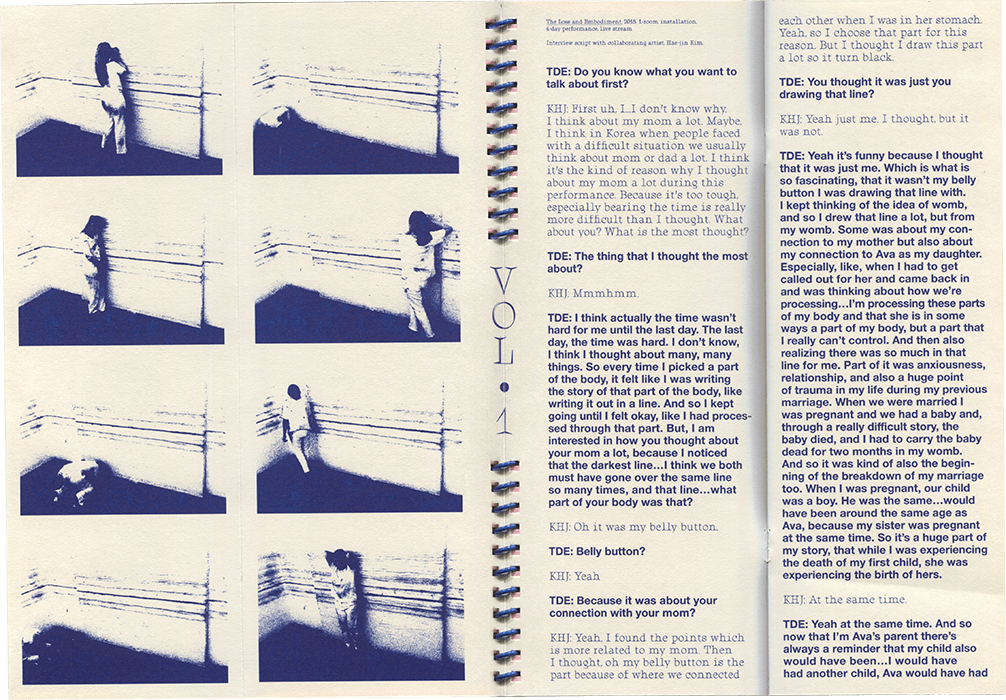 The Loss and Embodiment, 2018. 1-room installation,
4-day performance, live stream
Interview script with collaborating artist, Hae-jin Kim.
TDE: Do you know what you want to
talk about first?
KHJ: First uh, I...I don't know why.
I think about my mom a lot. Maybe,
I think in Korea when people faced
with a difficult situation we usually
think about mom or dad a lot. I think
it's the kind of reason why I thought
about my mom a lot during this
performance. Because it's too tough,
especially bearing the time is really
more difficult than I thought. What
about you? What is the most thought?
TDE: The thing that I thought the most
about?
KHJ: Mmmhmm.
TDE: I think actually the time wasn't
hard for me until the last day. The last
day, the time was hard. I don't know,
I think I thought about many, many
things. So every time I picked a part
of the body, it felt like I was writing
the story of that part of the body, like
writing it out in a line. And so I kept
going until I felt okay, like I had proces-
sed through that part. But, I am
interested in how you thought about
your mom a lot, because I noticed
that the darkest line...I think we both
must have gone over the same line
so many times, and that line...what
part of your body was that?
KHJ: Oh it was my belly button.
TDE: Belly button?
KHJ: Yeah
TDE: Because it was about your
connection with your mom?
KHJ: Yeah, I found the points which
is more related to my mom. Then
I thought, oh my belly button is the
part because of where we connected
VOL • 1
each other when I was in her stomach.
Yeah, so I choose that part for this
reason. But I thought I draw this part
a lot so it turn black.
TDE: You thought it was just you
drawing that line?
KHJ: Yeah just me. I thought, but it
was not.
TDE: Yeah it's funny because I thought
that it was just me. Which is what is
so fascinating, that it wasn't my belly
button I was drawing that line with.
I kept thinking of the idea of womb,
and so I drew that line a lot, but from
my womb. Some was about my con-
nection to my mother but also about
my connection to Ava as my daughter.
Especially, like, when I had to get
called out for her and came back in
and was thinking about how we're
processing...I'm processing these parts
of my body and that she is in some
ways a part of my body, but a part that
I really can't control. And then also
realizing there was so much in that
line for me. Part of it was anxiousness,
relationship, and also a huge point
of trauma in my life during my previous
marriage. When we were married I
was pregnant and we had a baby and,
through a really difficult story, the
baby died, and I had to carry the baby
dead for two months in my womb.
And so it was kind of also the begin-
ning of the breakdown of my marriage
too. When I was pregnant, our child
was a boy. He was the same...would
have been around the same age as
Ava, because my sister was pregnant
at the same time. So it's a huge part of
my story, that while I was experiencing
the death of my first child, she was
experiencing the birth of hers.
KHJ: At the same time.
TDE: Yeah at the same time. And so
now that I'm Ava's parent there's
always a reminder that my child also
would have been...I would have
had another child, Ava would have had